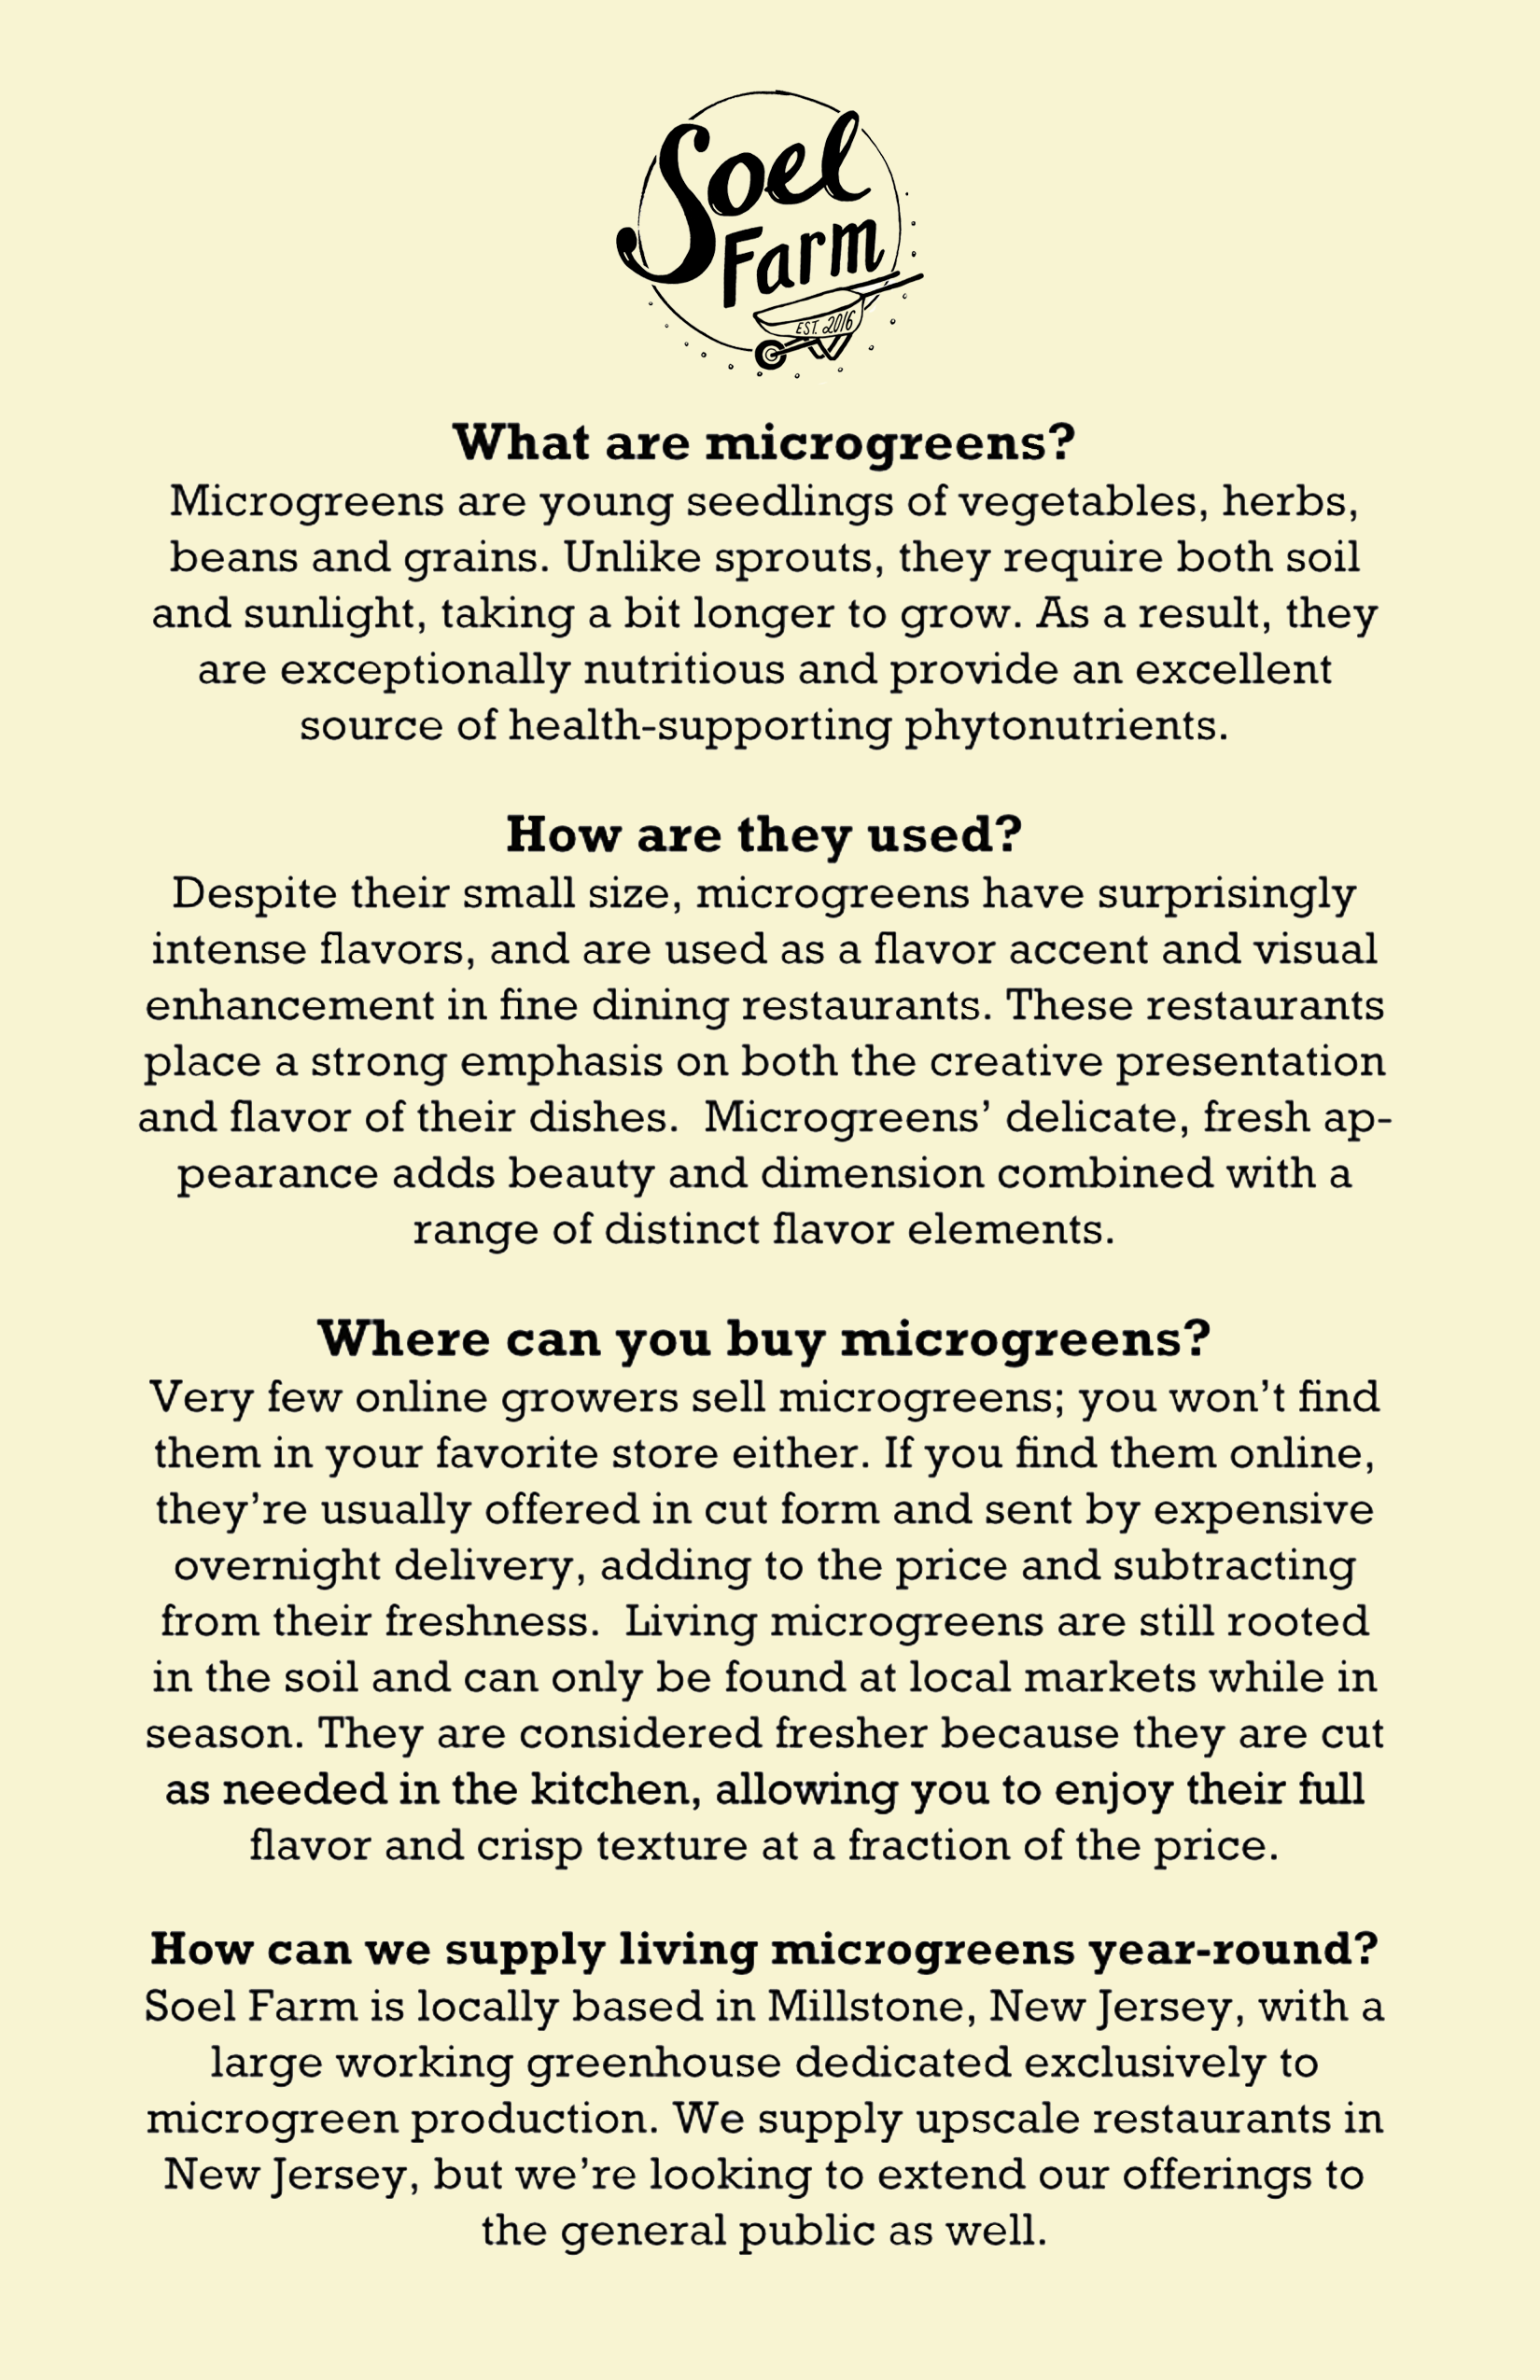 Soel
Farm
EST. 2016
What are microgreens?
Microgreens are young seedlings of vegetables, herbs,
beans and grains. Unlike sprouts, they require both soil
and sunlight, taking a bit longer to grow. As a result, they
are exceptionally nutritious and provide an excellent
source of health-supporting phytonutrients.
How are they used?
Despite their small size, microgreens have surprisingly
intense flavors, and are used as a flavor accent and visual
enhancement in fine dining restaurants. These restaurants
place a strong emphasis on both the creative presentation
and flavor of their dishes.  Microgreens’ delicate, fresh ap-
pearance adds beauty and dimension combined with a
range of distinct flavor elements.
Where can you buy microgreens?
Very few online growers sell microgreens; you won’t find
them in your favorite store either. If you find them online,
they’re usually offered in cut form and sent by expensive
overnight delivery, adding to the price and subtracting
from their freshness.  Living microgreens are still rooted
in the soil and can only be found at local markets while in
season. They are considered fresher because they are cut
as needed in the kitchen, allowing you to enjoy their full
flavor and crisp texture at a fraction of the price.
How can we supply living microgreens year-round?
Soel Farm is locally based in Millstone, New Jersey, with a
large working greenhouse dedicated exclusively to
microgreen production. We supply upscale restaurants in
New Jersey, but we’re looking to extend our offerings to
the general public as well.